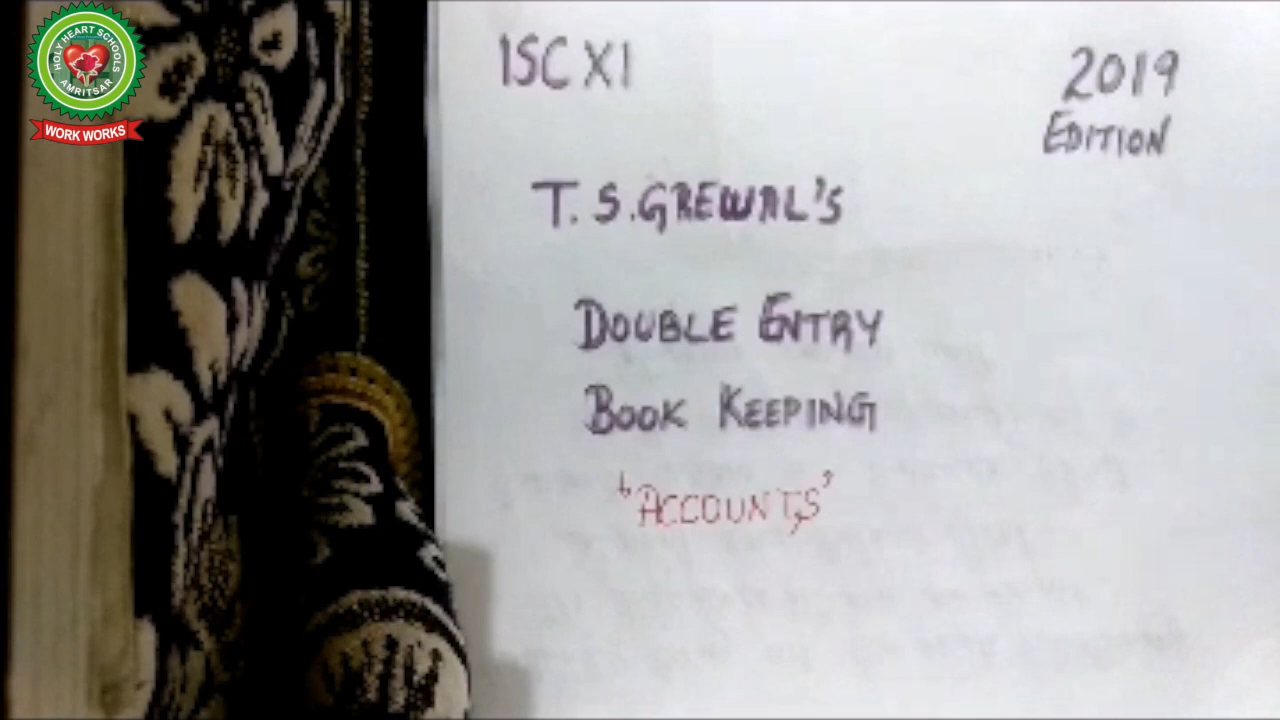 HOLY HEART SCHOOLS
AMRITSAR
WORK WORKS
ISC XI
2019
EDITION
T. S. GREWAL'S
DOUBLE ENTRY
BOOK KEEPING
"ACCOUNTS"